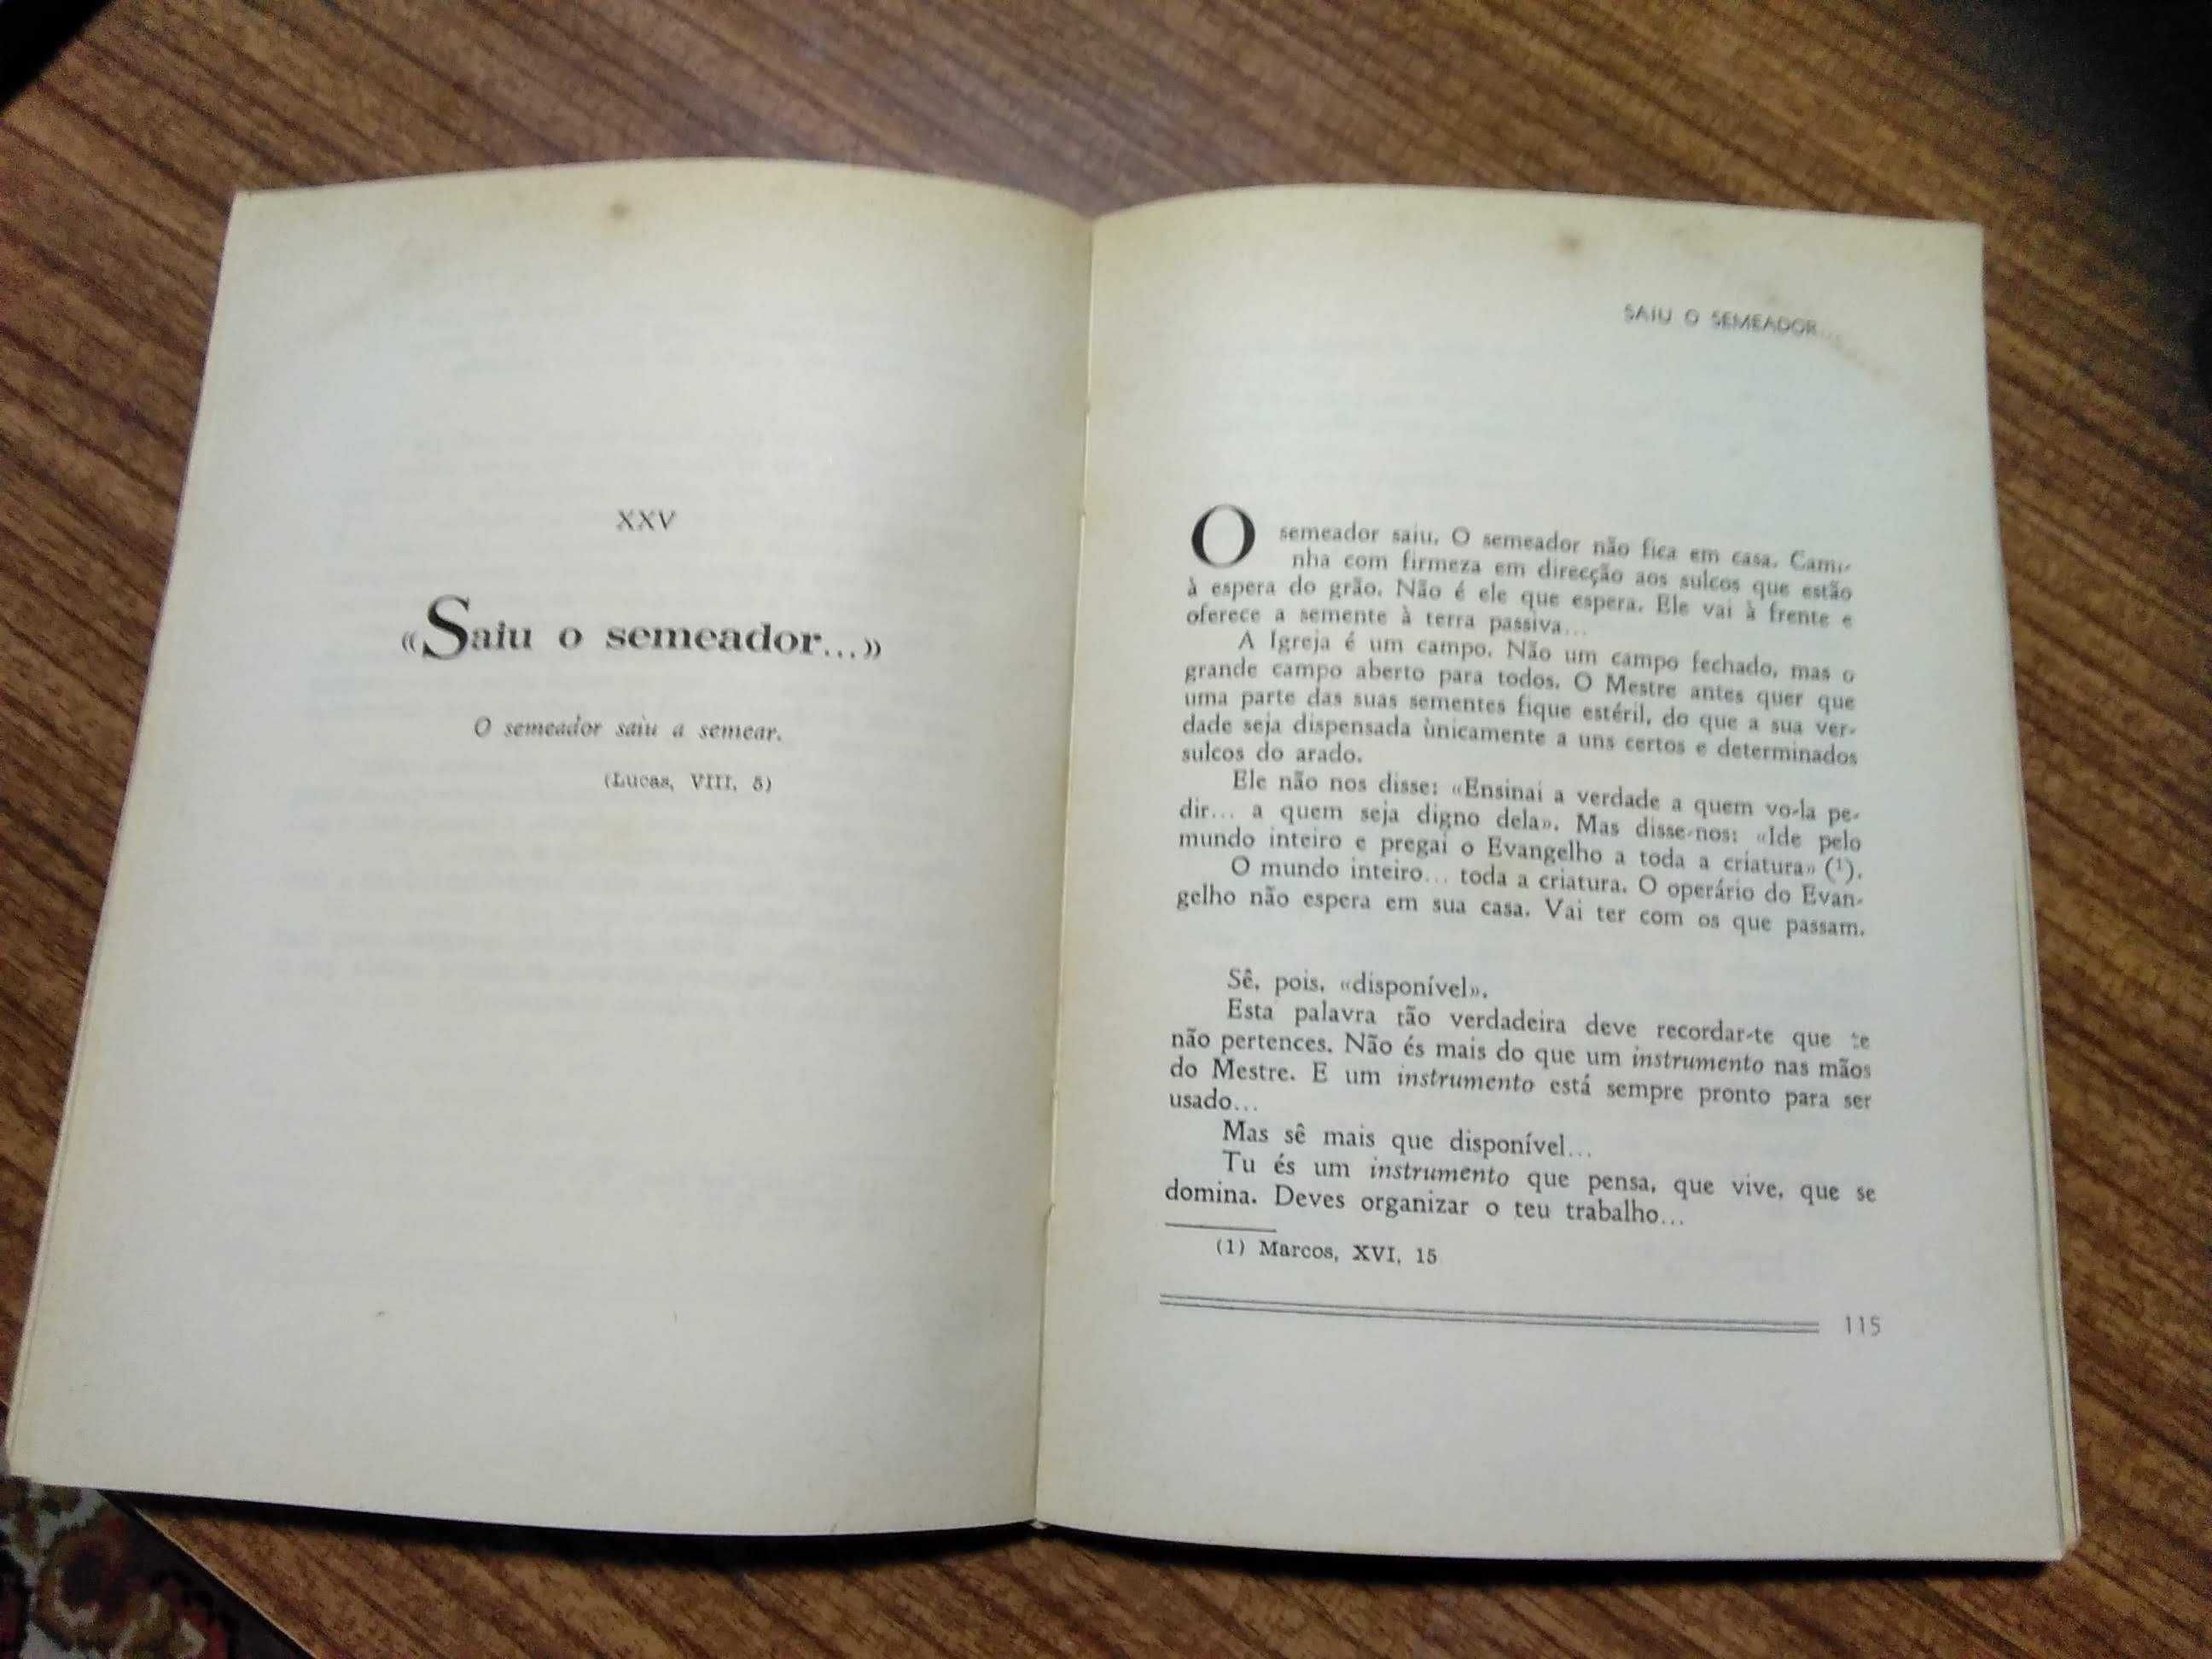 XXV
«Saiu o semeador...»
O semeador saiu a semear.
(Lucas, VIII, 5)
SAIU O SEMEADOR...
O semeador saiu. O semeador não fica em casa. Cami-
nha com firmeza em direcção aos sulcos que estão
à espera do grão. Não é ele que espera. Ele vai à frente e
oferece a semente à terra passiva...
A Igreja é um campo. Não um campo fechado, mas o
grande campo aberto para todos. O Mestre antes quer que
uma parte das suas sementes fique estéril, do que a sua ver-
dade seja dispensada ùnicamente a uns certos e determinados
sulcos do arado.
Ele não nos disse: «Ensinai a verdade a quem vo-la pe-
dir... a quem seja digno dela». Mas disse-nos: «Ide pelo
mundo inteiro e pregai o Evangelho a toda a criatura» (¹).
O mundo inteiro... toda a criatura. O operário do Evan-
gelho não espera em sua casa. Vai ter com os que passam.
Sê, pois, «disponível».
Esta palavra tão verdadeira deve recordar-te que te
não pertences. Não és mais do que um instrumento nas mãos
do Mestre. E um instrumento está sempre pronto para ser
usado...
Mas sê mais que disponível...
Tu és um instrumento que pensa, que vive, que se
domina. Deves organizar o teu trabalho...
(1) Marcos, XVI, 15
115